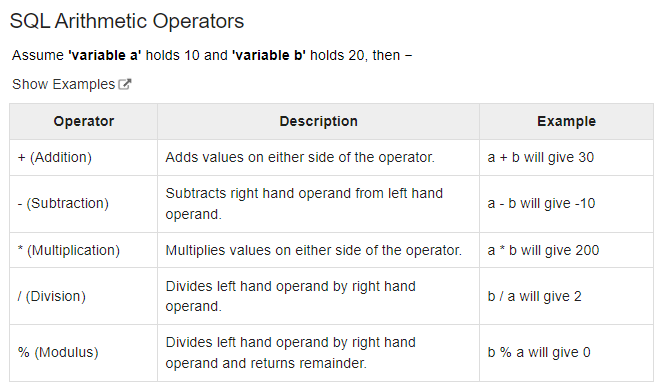 SQL Arithmetic Operators
Assume 'variable a' holds 10 and 'variable b' holds 20, then −
Show Examples
Operator Description Example
+ (Addition) Adds values on either side of the operator. a + b will give 30
- (Subtraction) Subtracts right hand operand from left hand
operand. a - b will give -10
* (Multiplication) Multiplies values on either side of the operator. a * b will give 200
/ (Division) Divides left hand operand by right hand
operand. b / a will give 2
% (Modulus) Divides left hand operand by right hand
operand and returns remainder. b % a will give 0